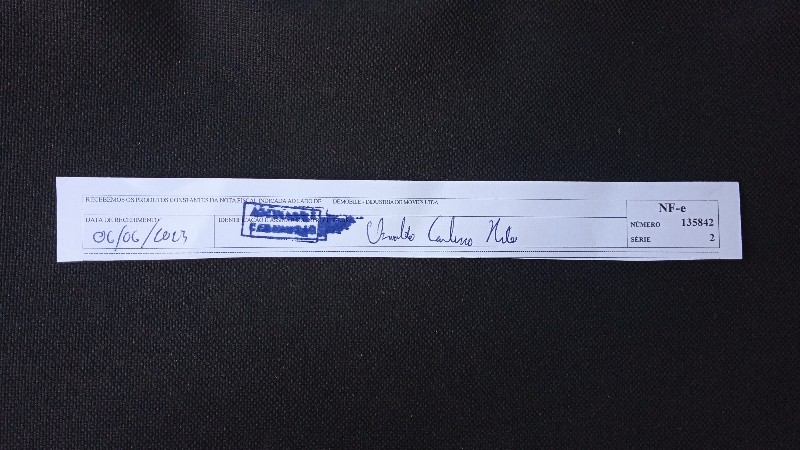 RECEBEMOS OS PRODUTOS CONSTANTES DA NOTA FISCAL INDICADA AO LADO DE DEMOBILE - INDUSTRIA DE MOVEIS LTDA
NF-e
DATA DE RECEBIMENTO
IDENTIFICAÇÃO E
NÚMERO 135842
06/06/2023
SÉRIE 2